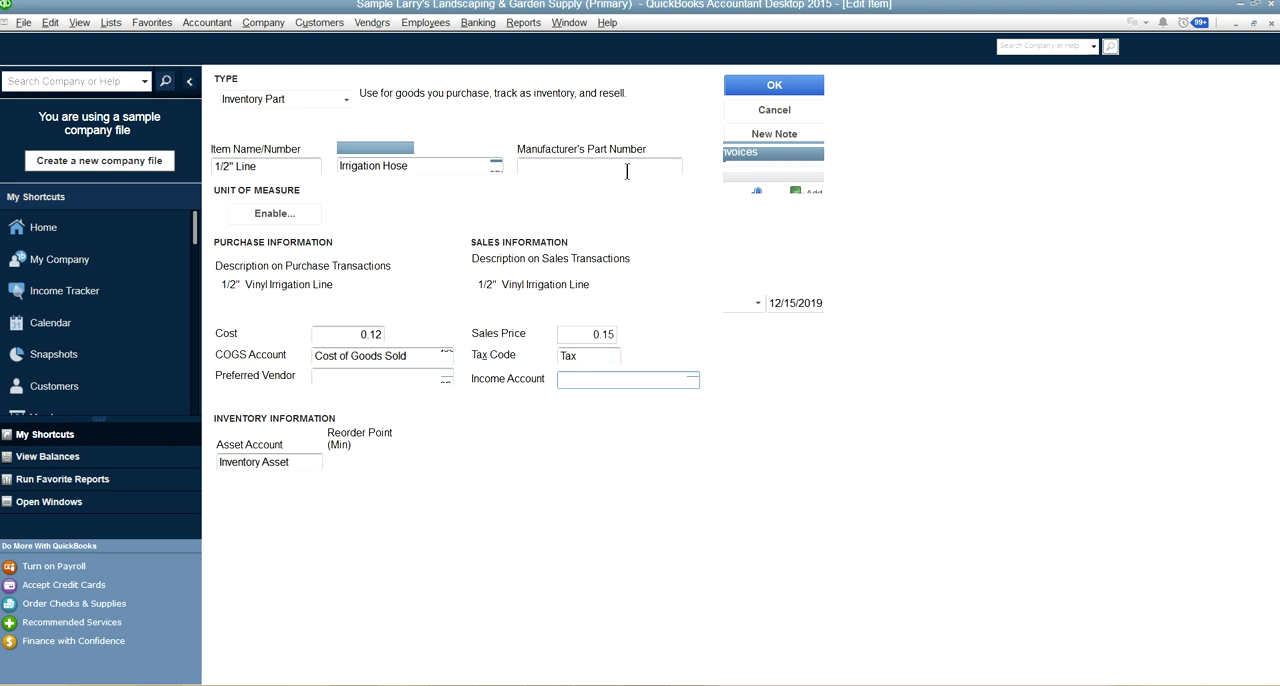 Sample Larry's Landscaping & Garden Supply (Primary) - QuickBooks Accountant Desktop 2015 - [Edit Item]
File Edit View Lists Favorites Accountant Company Customers Vendors Employees Banking Reports Window Help
99+
Search Company or Help
Search Company or Help
You are using a sample
company file
Create a new company file
My Shortcuts
Home
My Company
Income Tracker
31
Calendar
Snapshots
Customers
My Shortcuts
View Balances
Run Favorite Reports
Open Windows
Do More With QuickBooks
Turn on Payroll
Accept Credit Cards
Order Checks & Supplies
Recommended Services
Finance with Confidence
TYPE
Inventory Part
Use for goods you purchase, track as inventory, and resell.
OK
Cancel
New Note
nvoices
Add
Item Name/Number
1/2" Line
Irrigation Hose
Manufacturer's Part Number
UNIT OF MEASURE
Enable...
PURCHASE INFORMATION
Description on Purchase Transactions
1/2" Vinyl Irrigation Line
Cost 0.12
COGS Account Cost of Goods Sold
Preferred Vendor
SALES INFORMATION
Description on Sales Transactions
1/2" Vinyl Irrigation Line
12/15/2019
Sales Price 0.15
Tax Code Tax
Income Account
INVENTORY INFORMATION
Asset Account
Inventory Asset
Reorder Point
(Min)